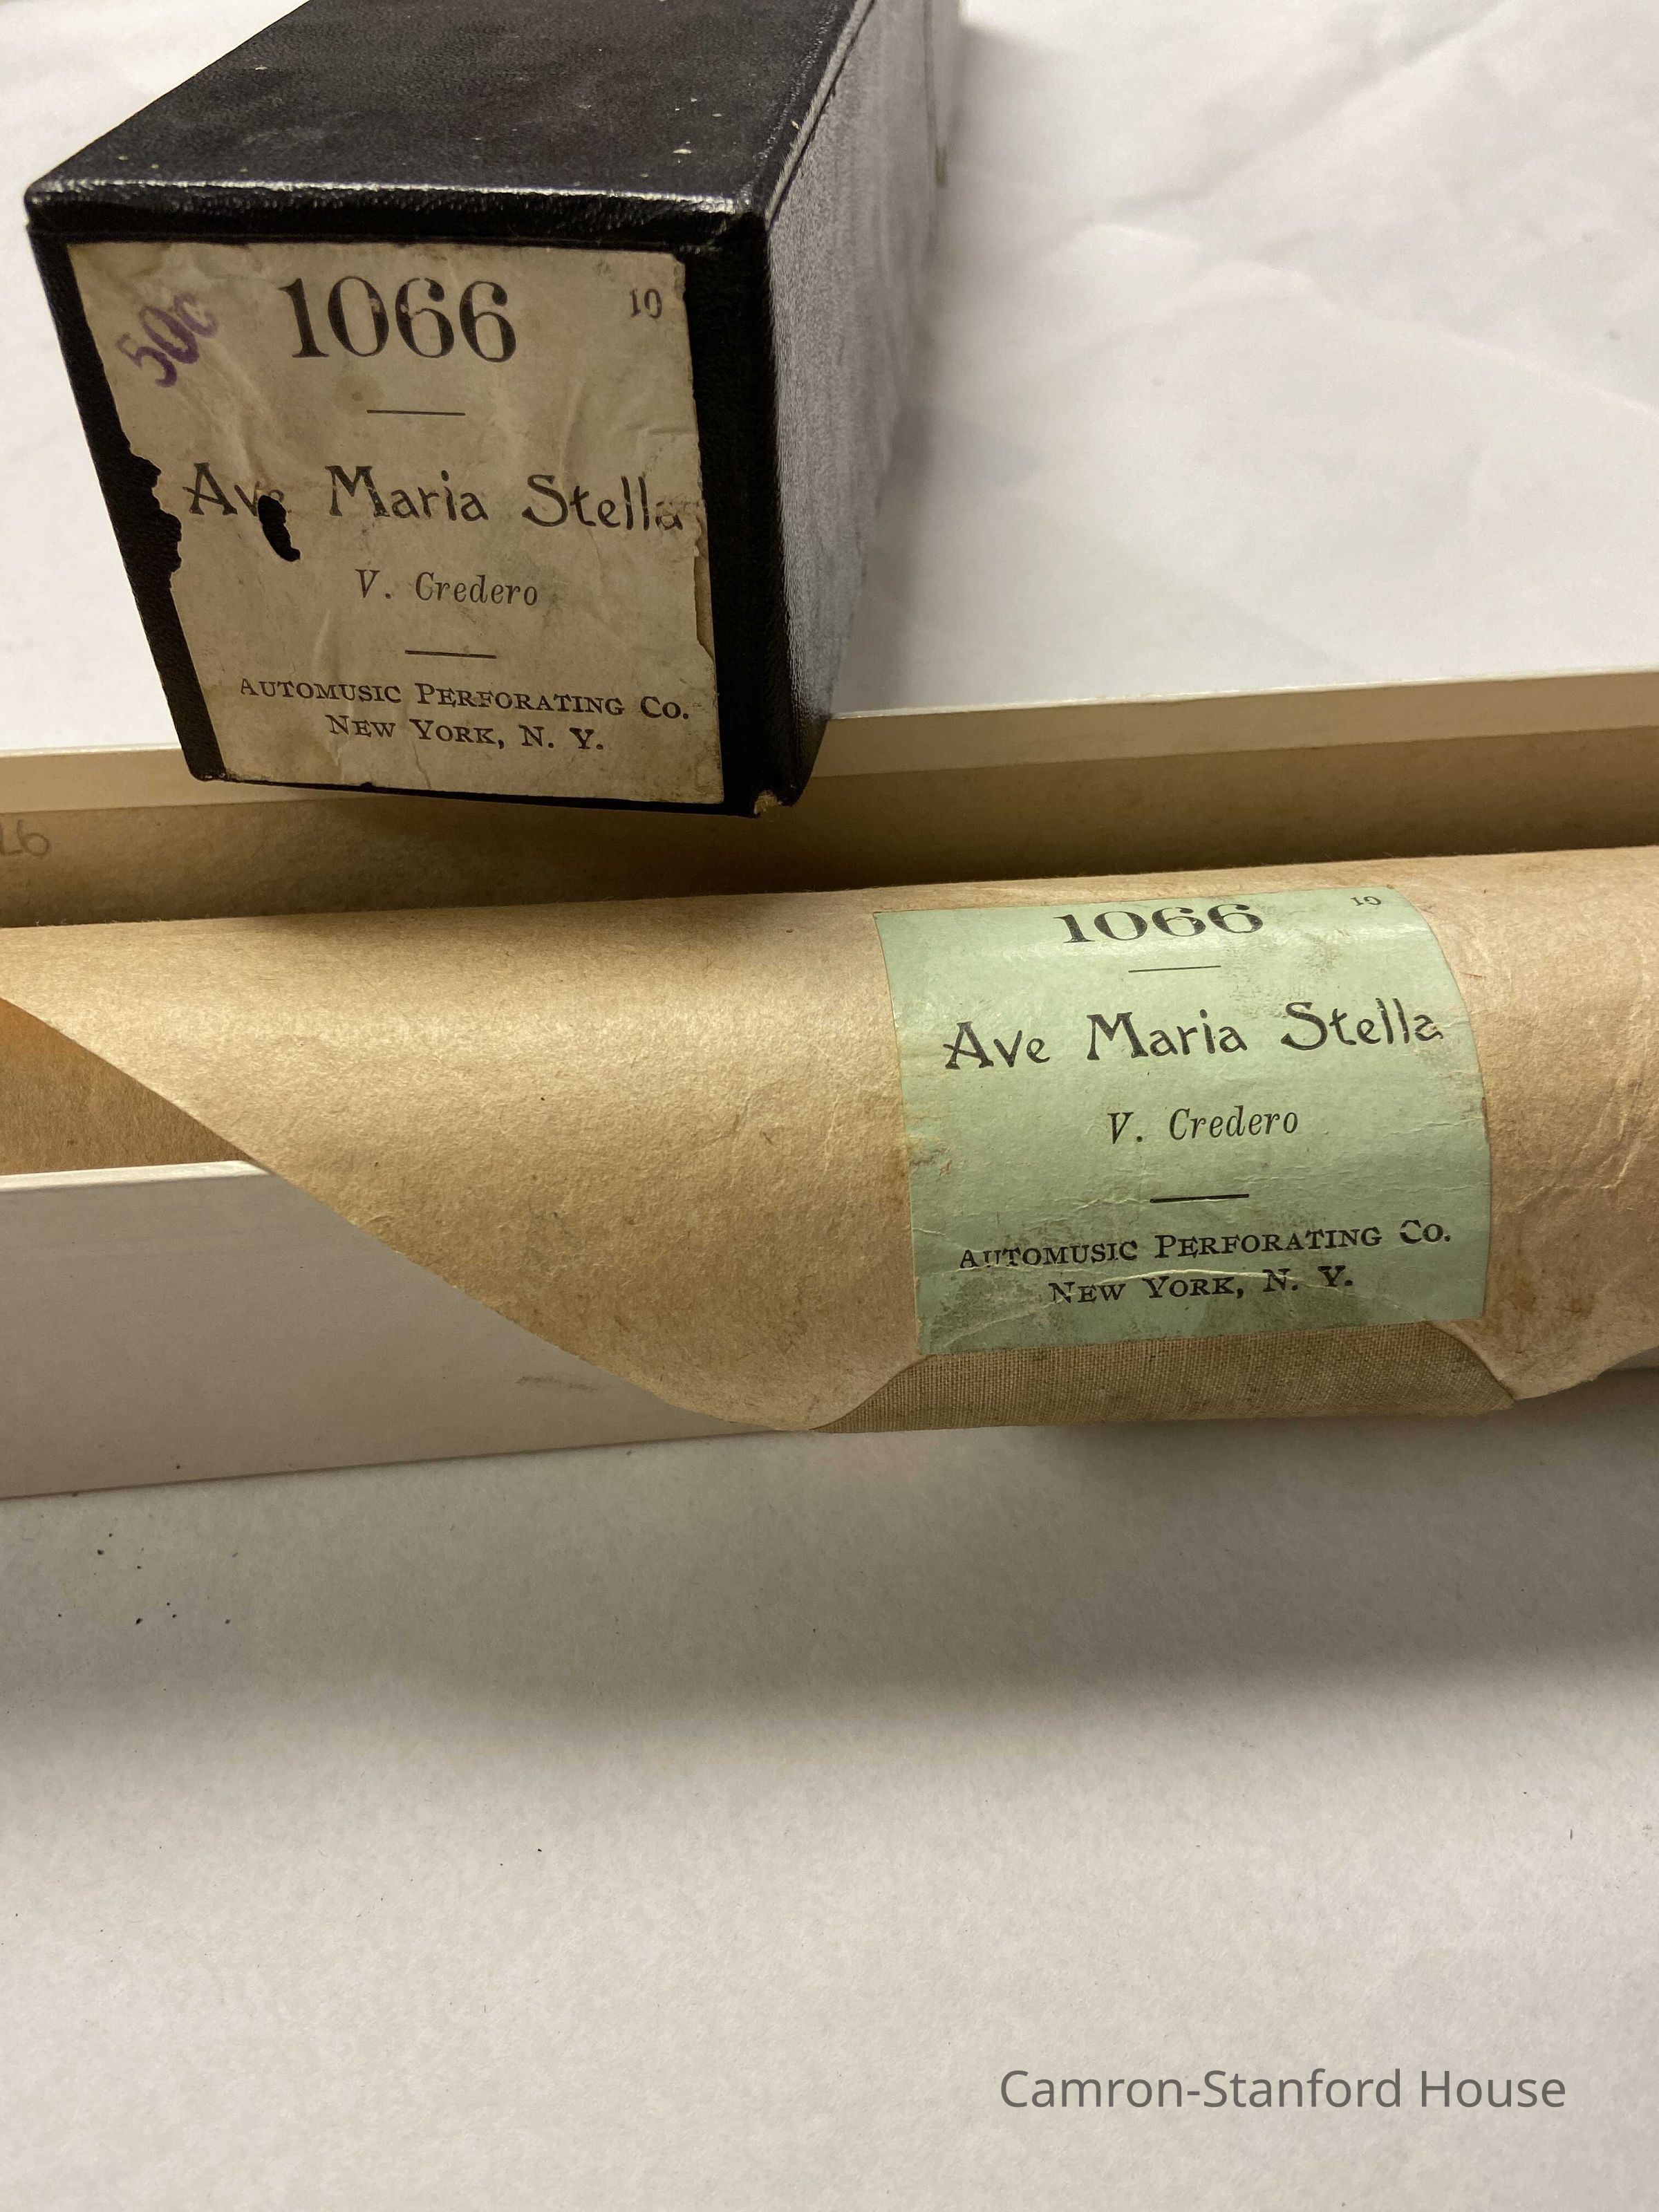 50c
1066
10
Ave Maria Stella
V. Credero
AUTOMUSIC PERFORATING CO.
NEW YORK, N. Y.
1066
10
Ave Maria Stella
V. Credero
AUTOMUSIC PERFORATING CO.
NEW YORK, N. Y.
Camron-Stanford House